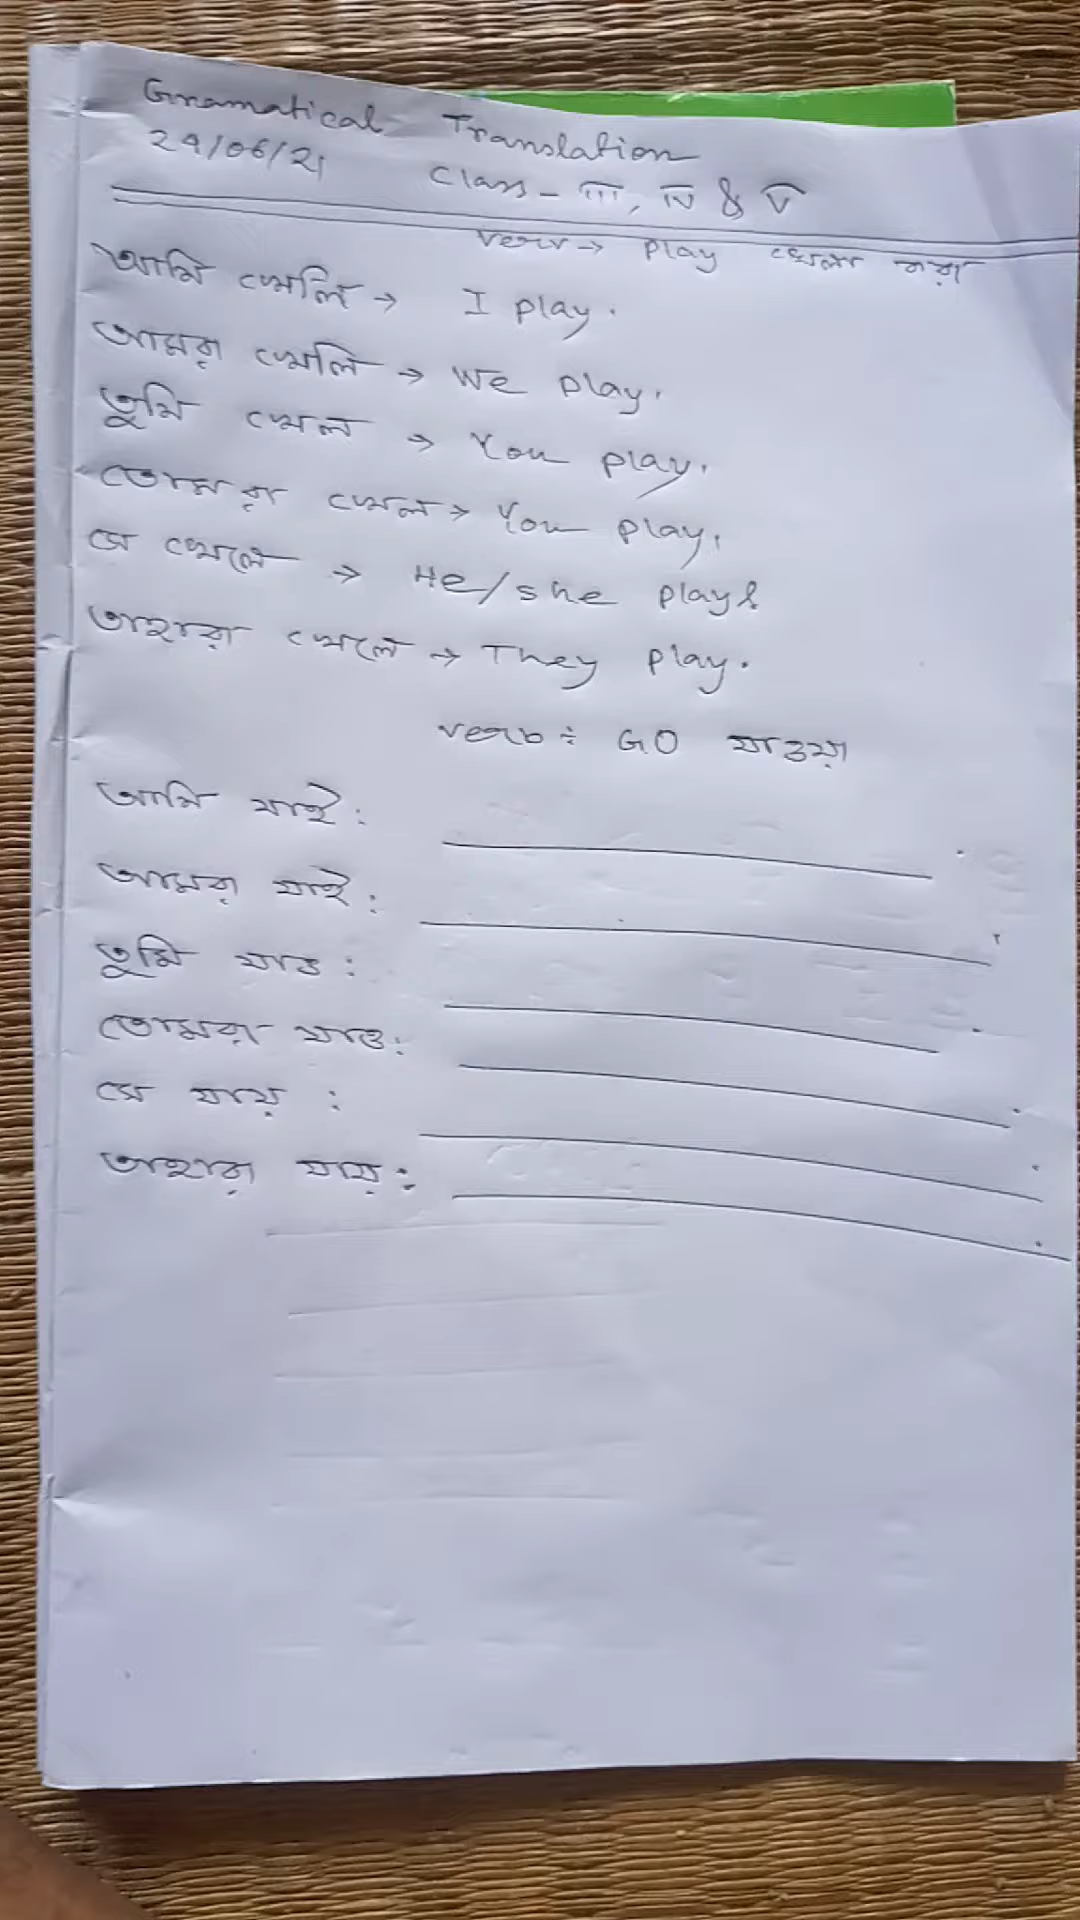 Gramatical Translation
24/06/21 Class - III, IV & V
verv → play খেলা করা
আমি খেলি → I play.
আমরা খেলি → We play.
তুমি খেল → You play.
তোমরা খেল → You play.
সে খেলে → He/she plays
তাহারা খেলে → They play.
verb ÷ GO যাওয়া
আমি যাই :
আমরা যাই :
তুমি যাও :
তোমরা যাও :
সে যায় :
তাহারা যায় :